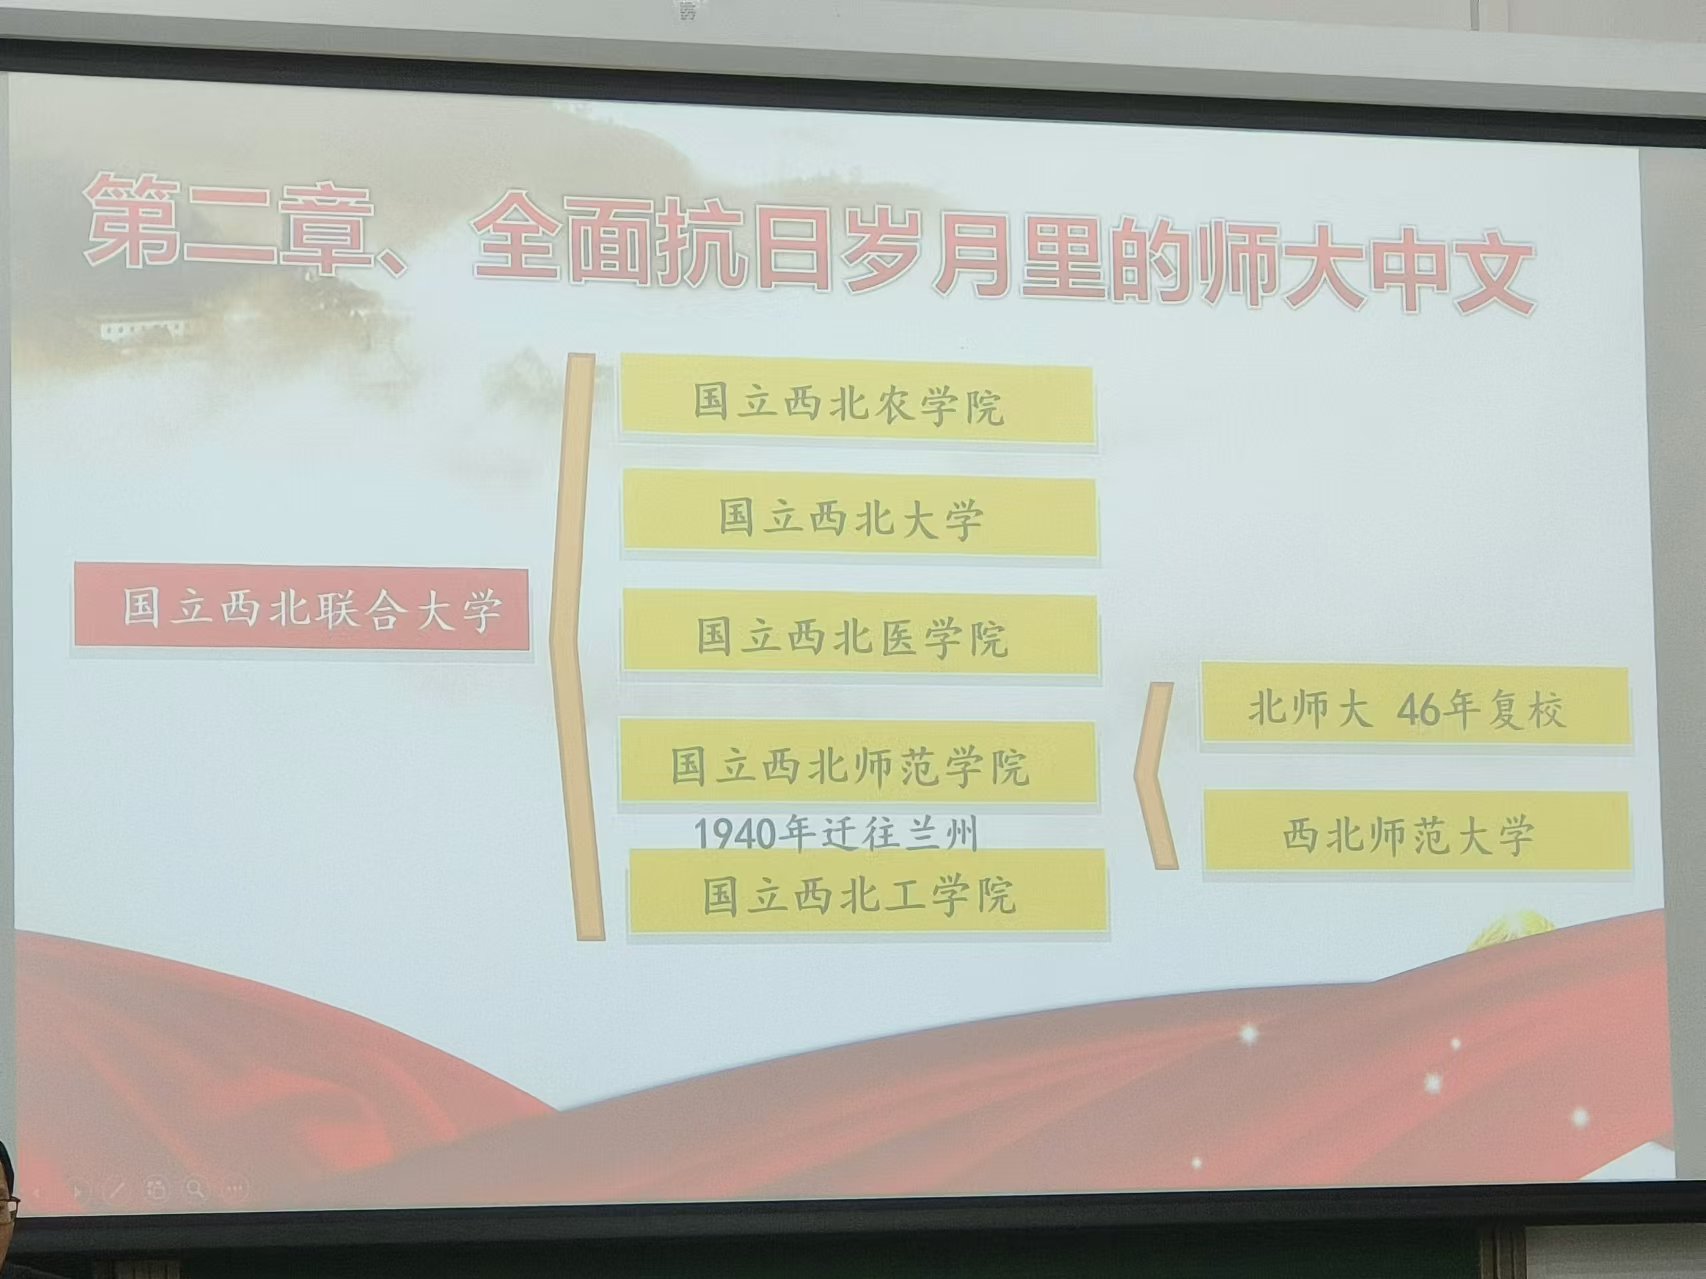 第二章、全面抗日岁月里的师大中文
国立西北联合大学
国立西北农学院
国立西北大学
国立西北医学院
国立西北师范学院
1940年迁往兰州
国立西北工学院
北师大 46年复校
西北师范大学